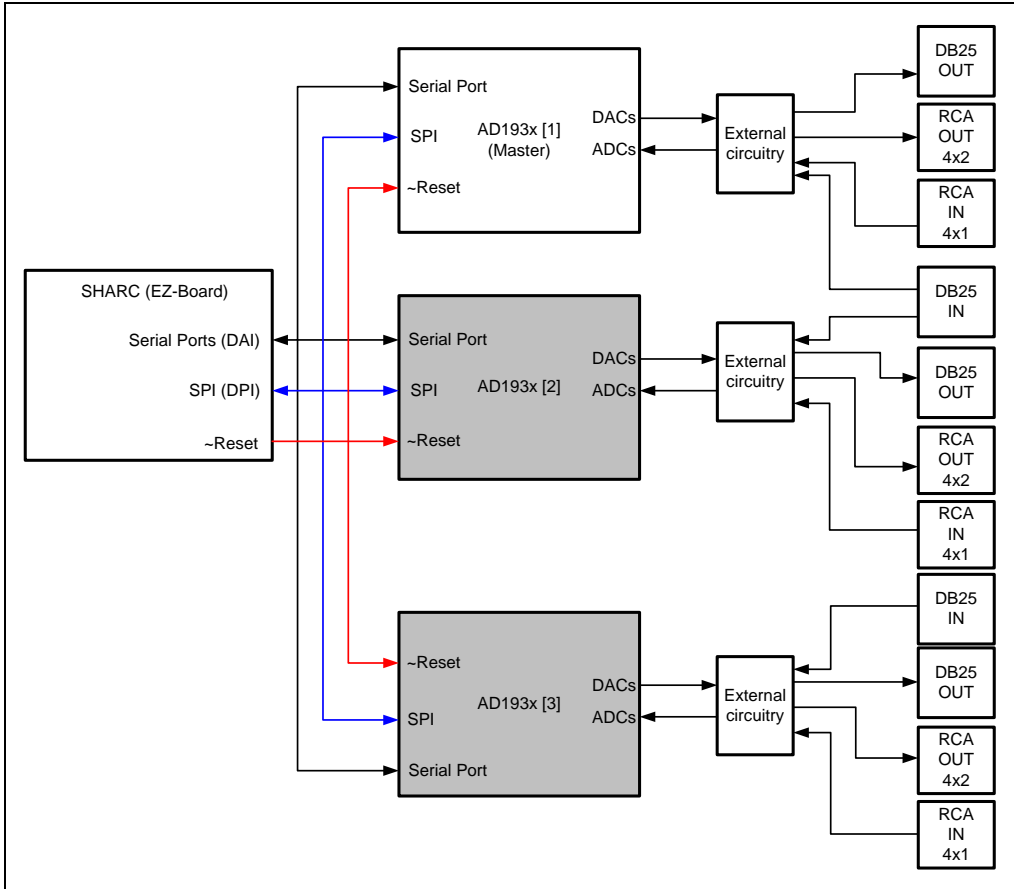 Serial Port
SPI
~Reset
AD193x [1]
(Master)
DACs
ADCs
External
circuitry
DB25
OUT
RCA
OUT
4x2
RCA
IN
4x1
SHARC (EZ-Board)
Serial Ports (DAI)
SPI (DPI)
~Reset
Serial Port
SPI
~Reset
AD193x [2]
DACs
ADCs
External
circuitry
DB25
IN
DB25
OUT
RCA
OUT
4x2
RCA
IN
4x1
~Reset
SPI
Serial Port
AD193x [3]
DACs
ADCs
External
circuitry
DB25
IN
DB25
OUT
RCA
OUT
4x2
RCA
IN
4x1